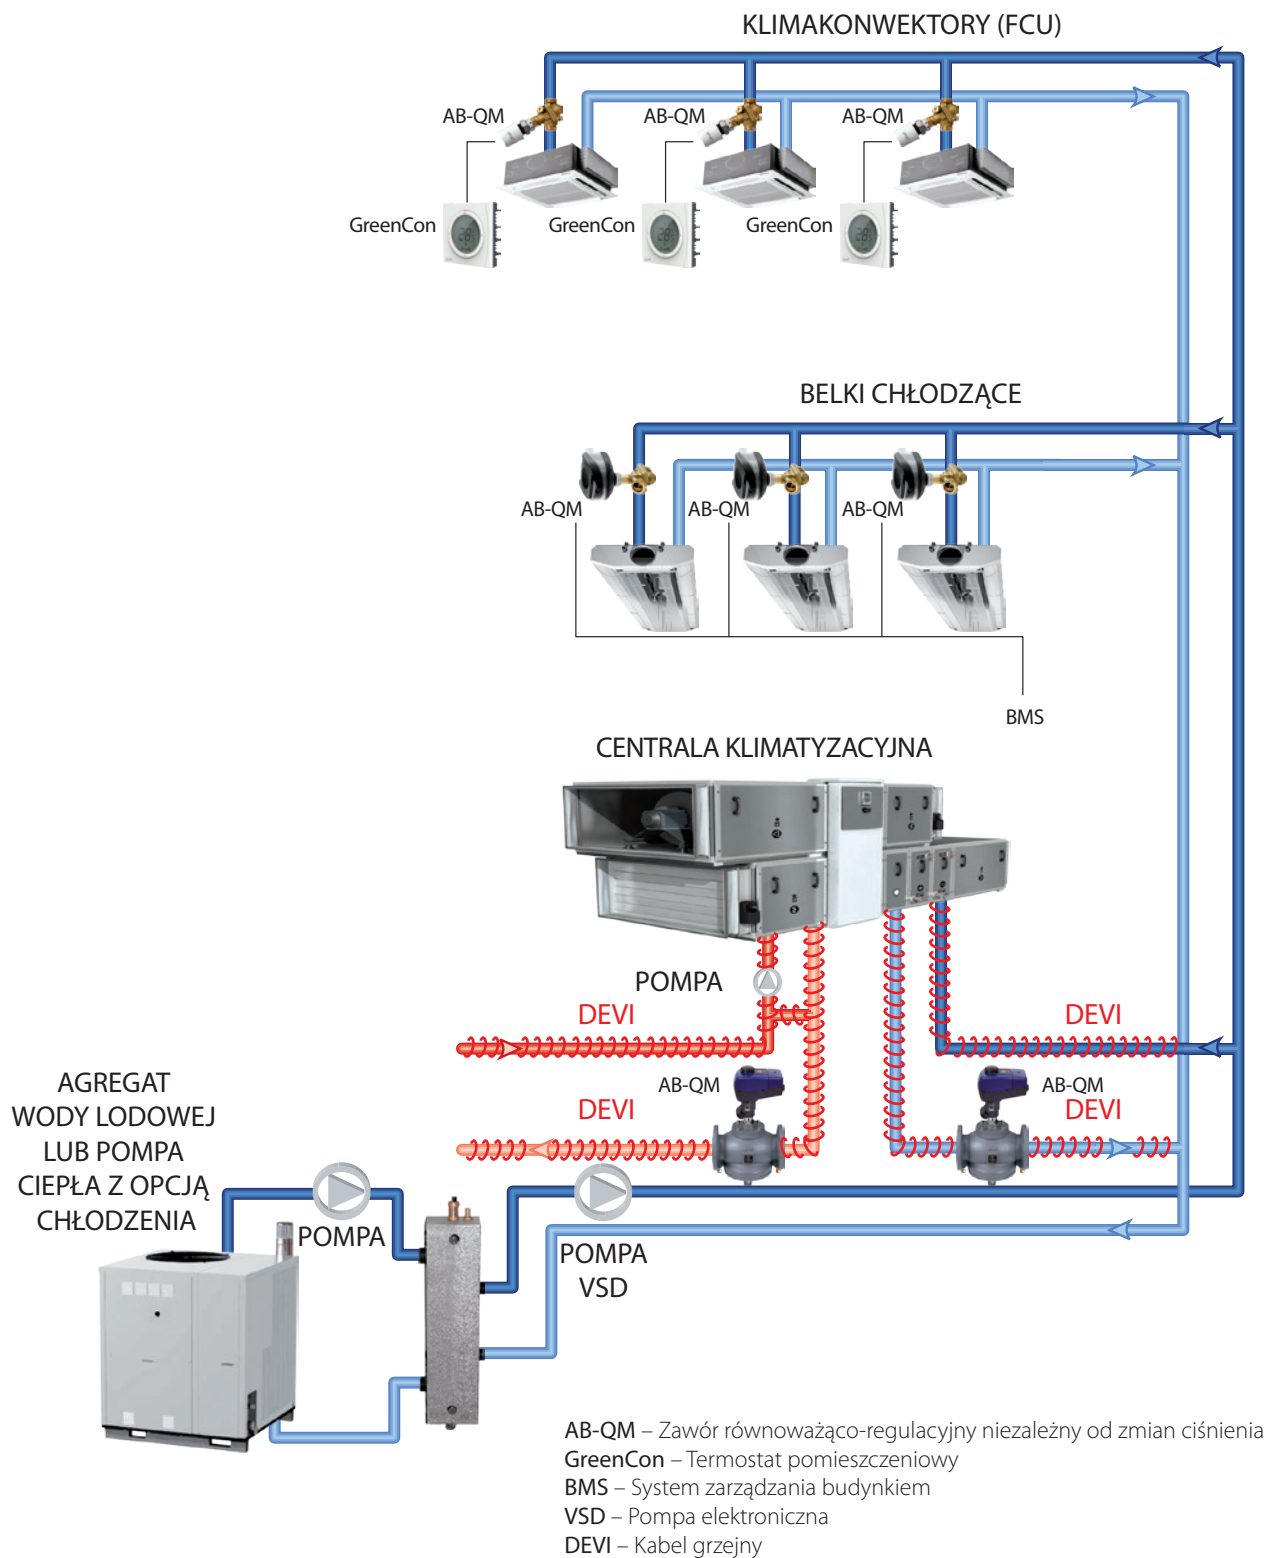 KLIMAKONWEKTORY (FCU)
AB-QM
AB-QM
AB-QM
GreenCon
GreenCon
GreenCon
BELKI CHŁODZĄCE
AB-QM
AB-QM
AB-QM
BMS
CENTRALA KLIMATYZACYJNA
POMPA
DEVI
DEVI
AB-QM
AB-QM
DEVI
DEVI
AGREGAT
WODY LODOWEJ
LUB POMPA
CIEPŁA Z OPCJĄ
CHŁODZENIA
POMPA
POMPA
VSD
AB-QM – Zawór równoważąco-regulacyjny niezależny od zmian ciśnienia
GreenCon – Termostat pomieszczeniowy
BMS – System zarządzania budynkiem
VSD – Pompa elektroniczna
DEVI – Kabel grzejny